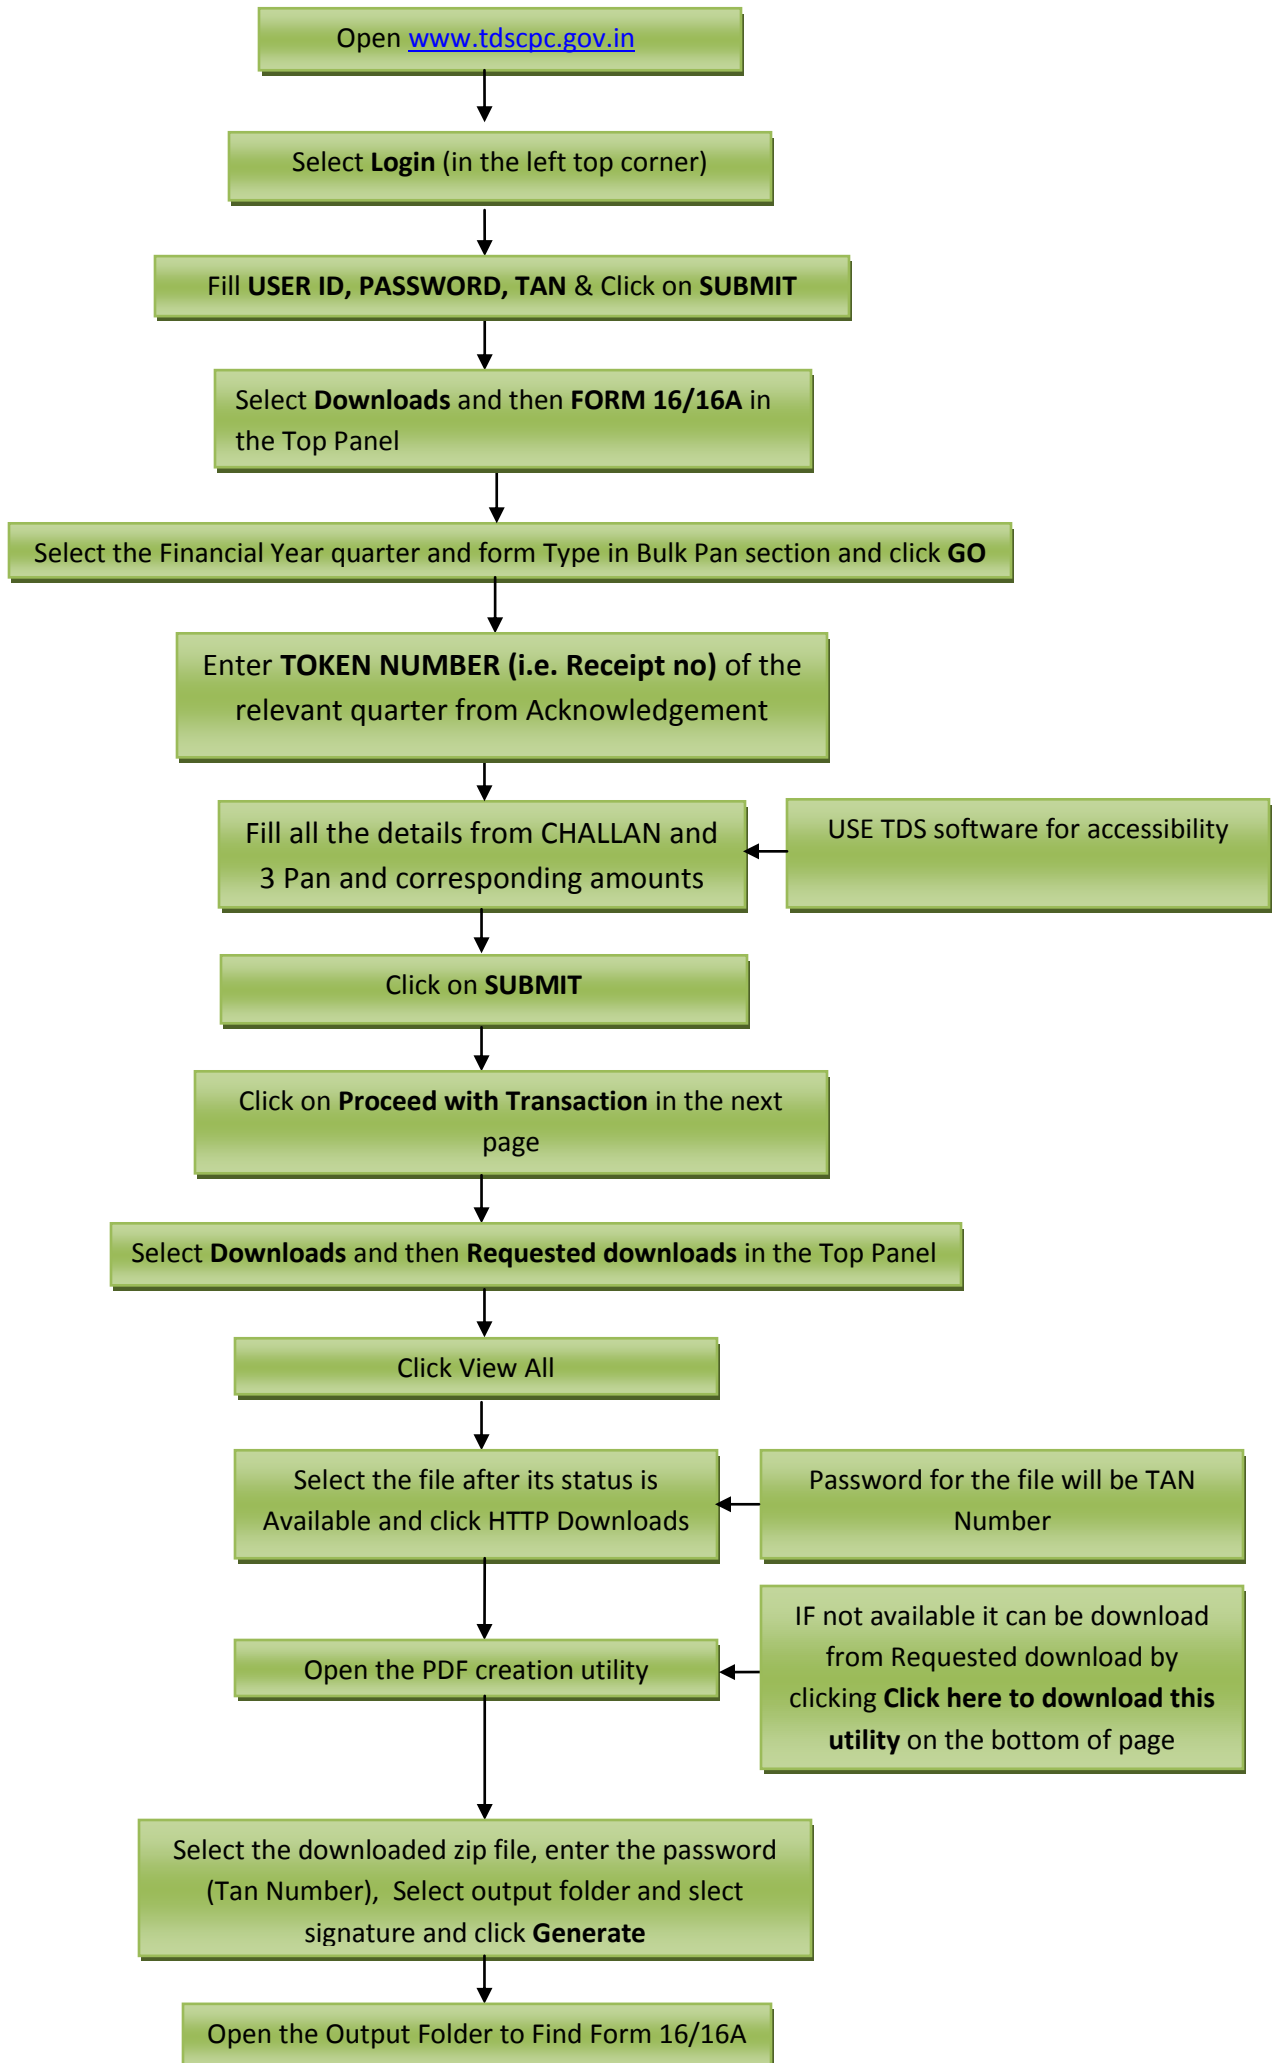 Open www.tdscpc.gov.in
Select Login (in the left top corner)
Fill USER ID, PASSWORD, TAN & Click on SUBMIT
Select Downloads and then FORM 16/16A in
the Top Panel
Select the Financial Year quarter and form Type in Bulk Pan section and click GO
Enter TOKEN NUMBER (i.e. Receipt no) of the
relevant quarter from Acknowledgement
Fill all the details from CHALLAN and
3 Pan and corresponding amounts
USE TDS software for accessibility
Click on SUBMIT
Click on Proceed with Transaction in the next
page
Select Downloads and then Requested downloads in the Top Panel
Click View All
Select the file after its status is
Available and click HTTP Downloads
Password for the file will be TAN
Number
Open the PDF creation utility
IF not available it can be download
from Requested download by
clicking Click here to download this
utility on the bottom of page
Select the downloaded zip file, enter the password
(Tan Number),  Select output folder and slect
signature and click Generate
Open the Output Folder to Find Form 16/16A